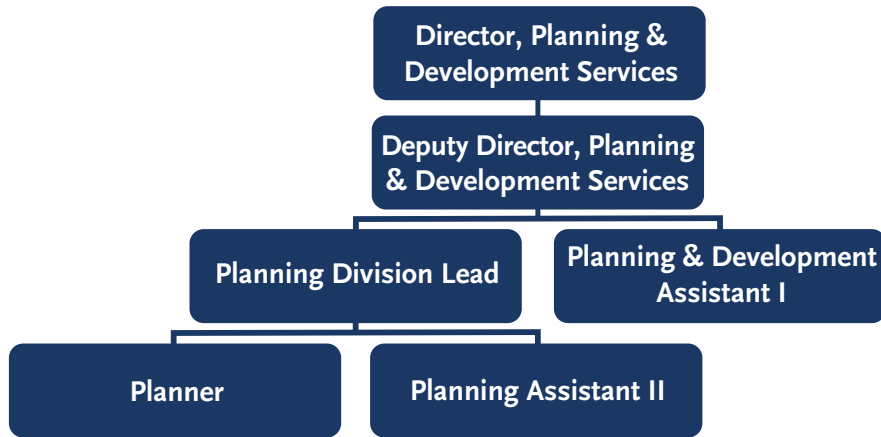 Director, Planning &
Development Services
Deputy Director, Planning
& Development Services
Planning Division Lead
Planning & Development
Assistant I
Planner
Planning Assistant II